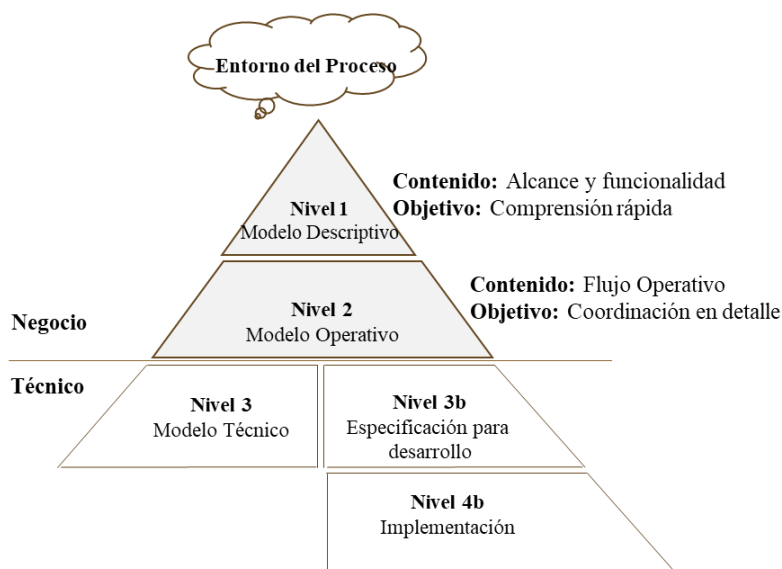 Entorno del Proceso
Nivel 1
Modelo Descriptivo
Contenido: Alcance y funcionalidad
Objetivo: Comprensión rápida
Nivel 2
Modelo Operativo
Contenido: Flujo Operativo
Objetivo: Coordinación en detalle
Negocio
Técnico
Nivel 3
Modelo Técnico
Nivel 3b
Especificación para
desarrollo
Nivel 4b
Implementación